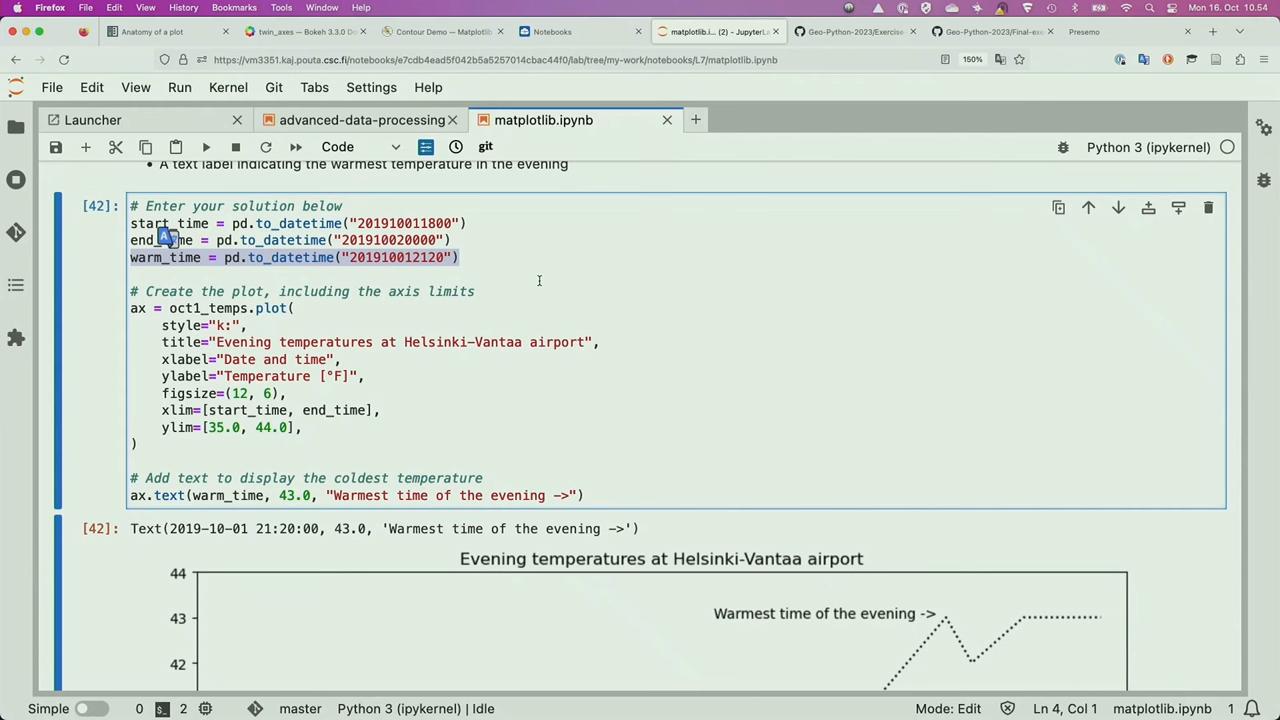 Firefox File Edit View History Bookmarks Tools Window Help Mon 16. Oct 10.54
Anatomy of a plot twin_axes — Bokeh 3.3.0 Do Contour Demo — Matplotlib Notebooks matplotlib.i... (2) - JupyterLa Geo-Python-2023/Exercise Geo-Python-2023/Final-exe Presemo
https://vm3351.kaj.pouta.csc.fi/notebooks/e7cdb4ead5f042b5a5257014cbac44f0/lab/tree/my-work/notebooks/L7/matplotlib.ipynb 150%
File Edit View Run Kernel Git Tabs Settings Help
Launcher advanced-data-processing matplotlib.ipynb
Code git Python 3 (ipykernel)
• A text label indicating the warmest temperature in the evening
[42]: # Enter your solution below
start_time = pd.to_datetime("201910011800")
end_time = pd.to_datetime("201910020000")
warm_time = pd.to_datetime("201910012120")
# Create the plot, including the axis limits
ax = oct1_temps.plot(
style="k:",
title="Evening temperatures at Helsinki-Vantaa airport",
xlabel="Date and time",
ylabel="Temperature [°F]",
figsize=(12, 6),
xlim=[start_time, end_time],
ylim=[35.0, 44.0],
)
# Add text to display the coldest temperature
ax.text(warm_time, 43.0, "Warmest time of the evening ->")
[42]: Text(2019-10-01 21:20:00, 43.0, 'Warmest time of the evening ->')
Evening temperatures at Helsinki-Vantaa airport
44
43 Warmest time of the evening ->
42
Simple 0 2 master Python 3 (ipykernel) | Idle Mode: Edit Ln 4, Col 1 matplotlib.ipynb 1